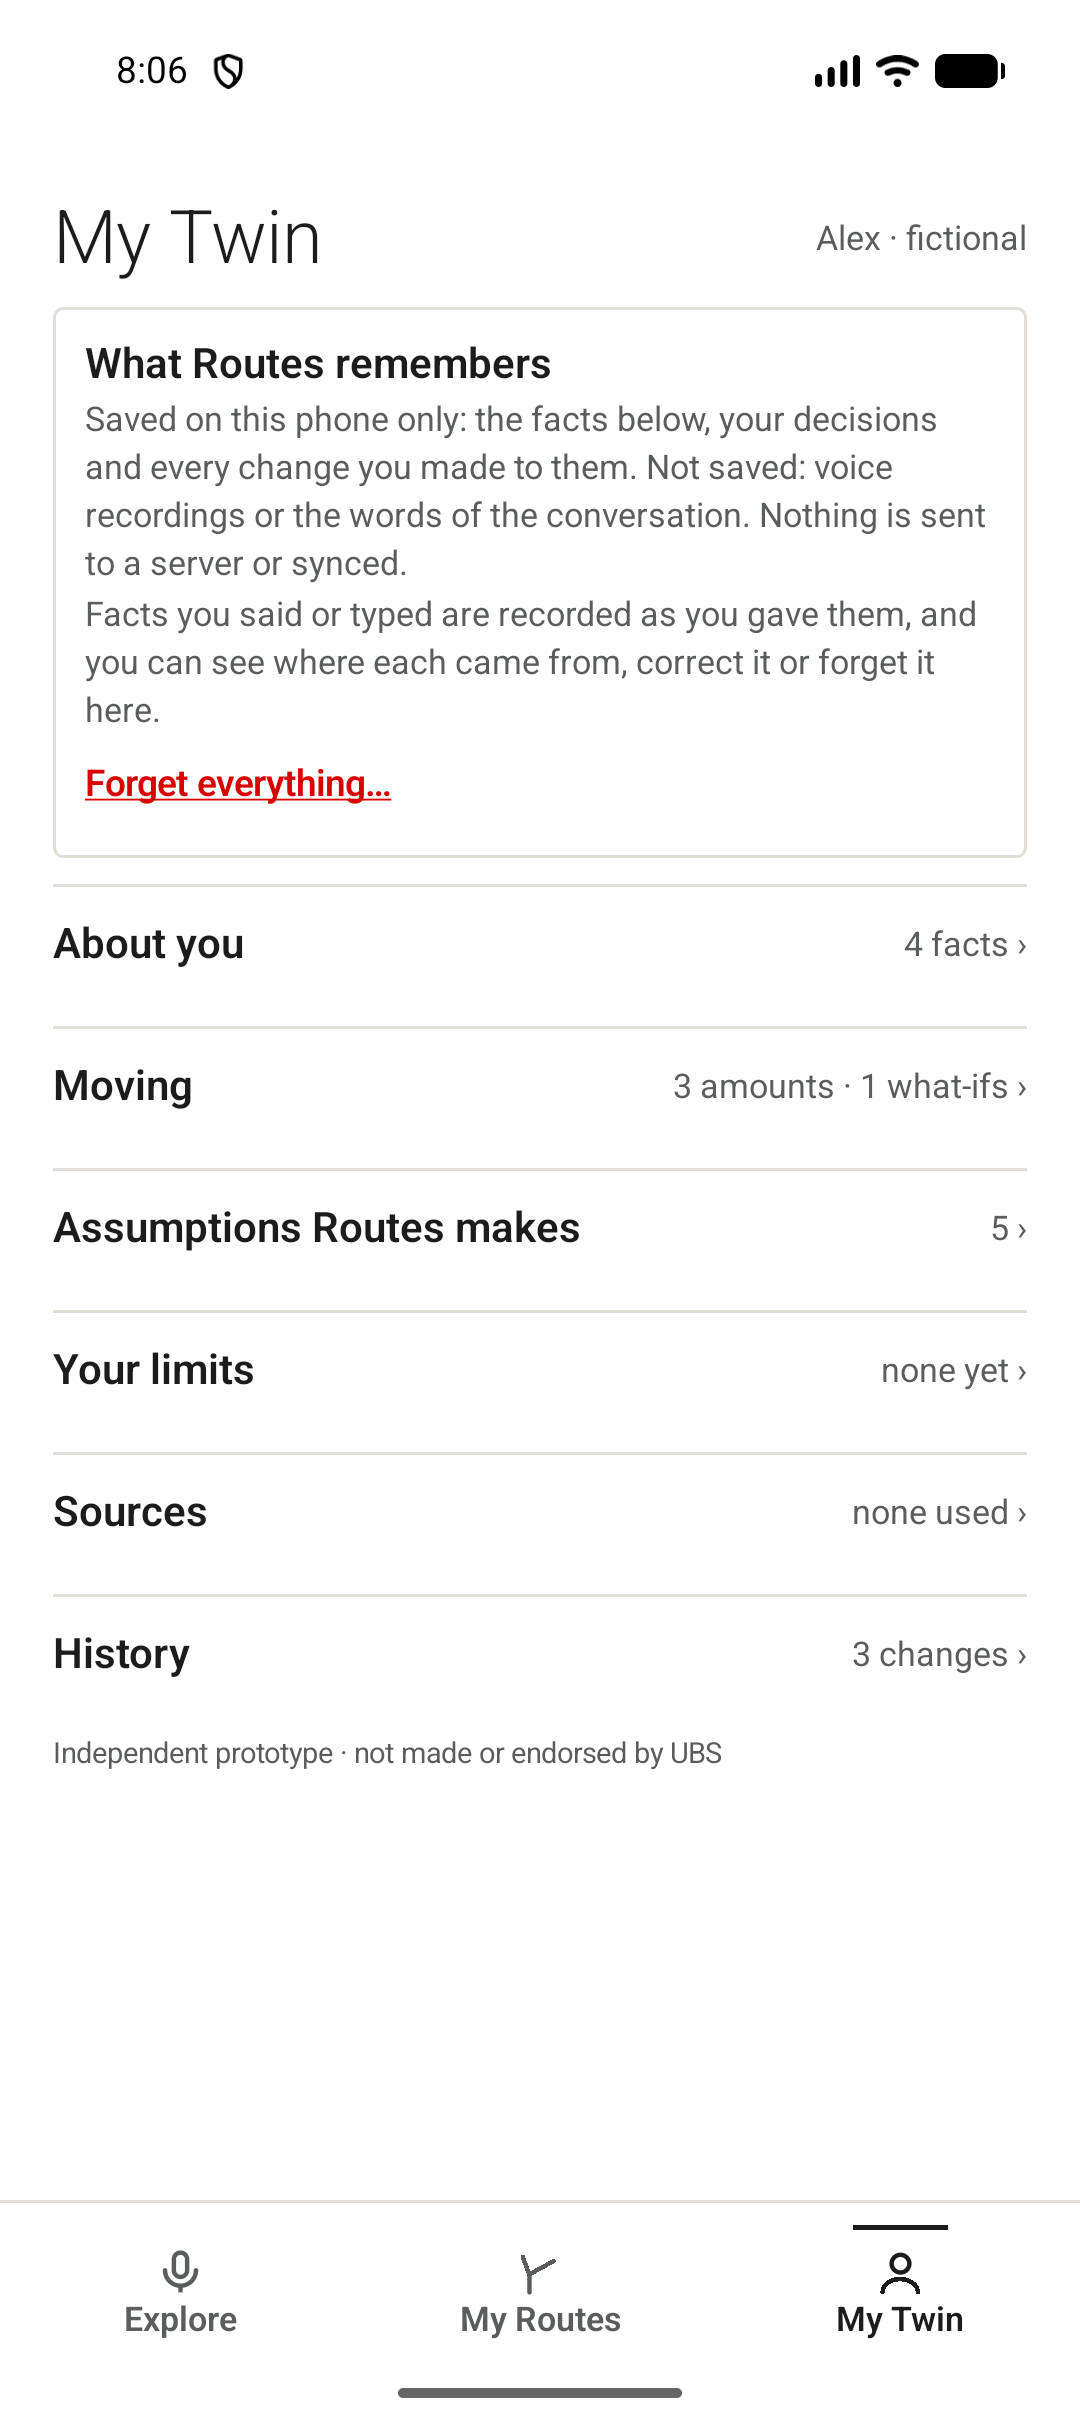 8:06
My Twin
Alex · fictional
What Routes remembers
Saved on this phone only: the facts below, your decisions
and every change you made to them. Not saved: voice
recordings or the words of the conversation. Nothing is sent
to a server or synced.
Facts you said or typed are recorded as you gave them, and
you can see where each came from, correct it or forget it
here.
Forget everything...
About you
4 facts ›
Moving
3 amounts · 1 what-ifs ›
Assumptions Routes makes
5 ›
Your limits
none yet ›
Sources
none used ›
History
3 changes ›
Independent prototype · not made or endorsed by UBS
Explore
My Routes
My Twin